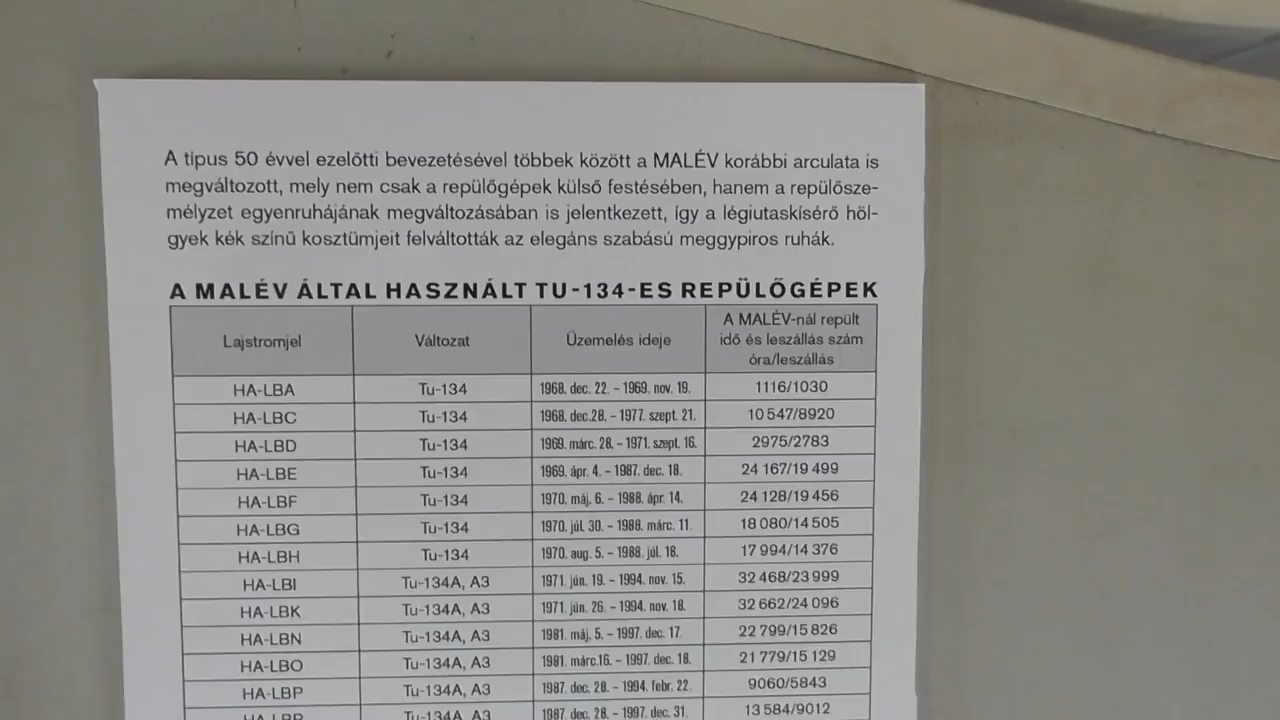 A típus 50 évvel ezelőtti bevezetésével többek között a MALÉV korábbi arculata is
megváltozott, mely nem csak a repülőgépek külső festésében, hanem a repülősze-
mélyzet egyenruhájának megváltozásában is jelentkezett, így a légiutaskísérő höl-
gyek kék színű kosztümjeit felváltották az elegáns szabású meggypiros ruhák.
A MALÉV ÁLTAL HASZNÁLT TU-134-ES REPÜLŐGÉPEK
Lajstromjel Változat Üzemelés ideje A MALÉV-nál repült
idő és leszállás szám
óra/leszállás
HA-LBA Tu-134 1968. dec. 22. - 1969. nov. 19. 1116/1030
HA-LBC Tu-134 1968. dec.28. - 1977. szept. 21. 10 547/8920
HA-LBD Tu-134 1969. márc. 28. - 1971. szept. 16. 2975/2783
HA-LBE Tu-134 1969. ápr. 4. - 1987. dec. 18. 24 167/19 499
HA-LBF Tu-134 1970. máj. 6. - 1988. ápr. 14. 24 128/19 456
HA-LBG Tu-134 1970. júl. 30. - 1988. márc. 11. 18 080/14 505
HA-LBH Tu-134 1970. aug. 5. - 1988. júl. 18. 17 994/14 376
HA-LBI Tu-134A, A3 1971. jún. 19. - 1994. nov. 15. 32 468/23 999
HA-LBK Tu-134A, A3 1971. jún. 26. - 1994. nov. 18. 32 662/24 096
HA-LBN Tu-134A, A3 1981. máj. 5. - 1997. dec. 17. 22 799/15 826
HA-LBO Tu-134A, A3 1981. márc.16. - 1997. dec. 18. 21 779/15 129
HA-LBP Tu-134A, A3 1987. dec. 28. - 1994. febr. 22. 9060/5843
Tu-134A, A3 1987. dec. 28. - 1997. dec. 31. 13 584/9012